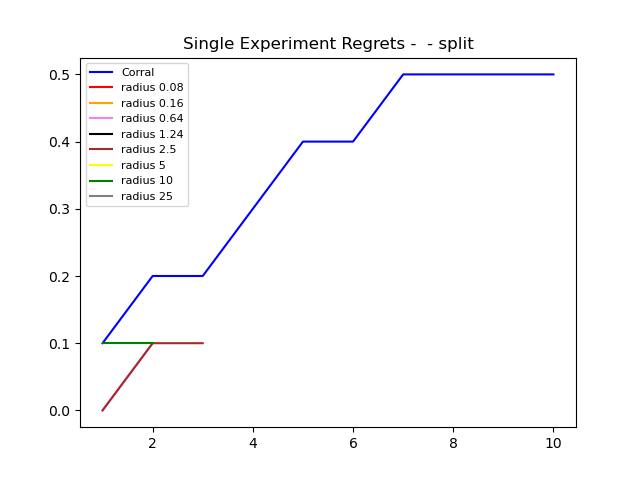 Single Experiment Regrets -  - split
Corral
radius 0.08
radius 0.16
radius 0.64
radius 1.24
radius 2.5
radius 5
radius 10
radius 25
0.5
0.4
0.3
0.2
0.1
0.0
2 4 6 8 10